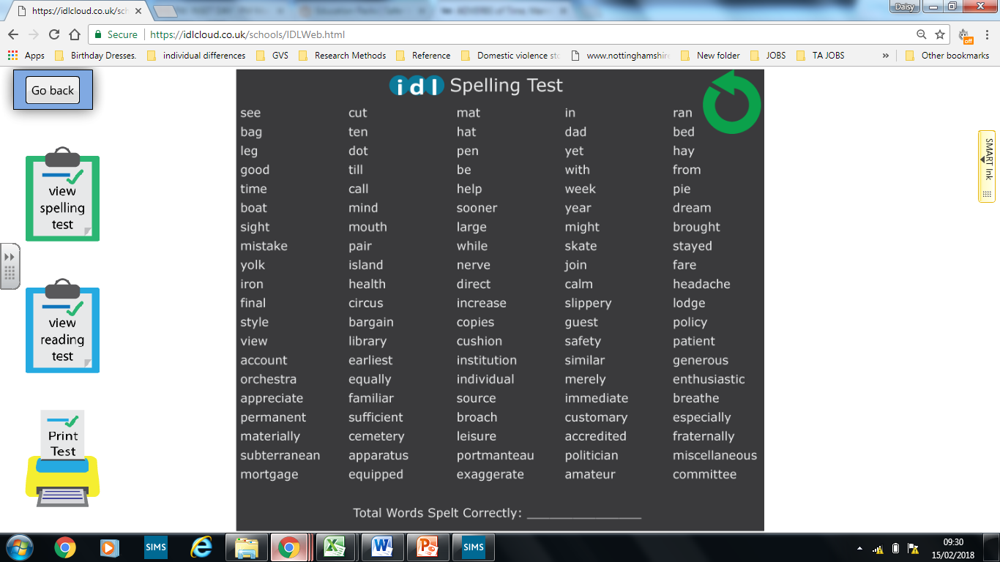 https://idlcloud.co.uk/sch
Daisy
Secure https://idlcloud.co.uk/schools/IDLWeb.html
off
Apps Birthday Dresses. individual differences GVS Research Methods Reference Domestic violence sto www.nottinghamshire New folder JOBS TA JOBS » Other bookmarks
Go back
idl Spelling Test
see cut mat in ran
bag ten hat dad bed
leg dot pen yet hay
good till be with from
time call help week pie
boat mind sooner year dream
sight mouth large might brought
mistake pair while skate stayed
yolk island nerve join fare
iron health direct calm headache
final circus increase slippery lodge
style bargain copies guest policy
view library cushion safety patient
account earliest institution similar generous
orchestra equally individual merely enthusiastic
appreciate familiar source immediate breathe
permanent sufficient broach customary especially
materially cemetery leisure accredited fraternally
subterranean apparatus portmanteau politician miscellaneous
mortgage equipped exaggerate amateur committee
Total Words Spelt Correctly: _________________
view
spelling
test
view
reading
test
Print
Test
SMART Ink
SIMS
SIMS
09:30
15/02/2018